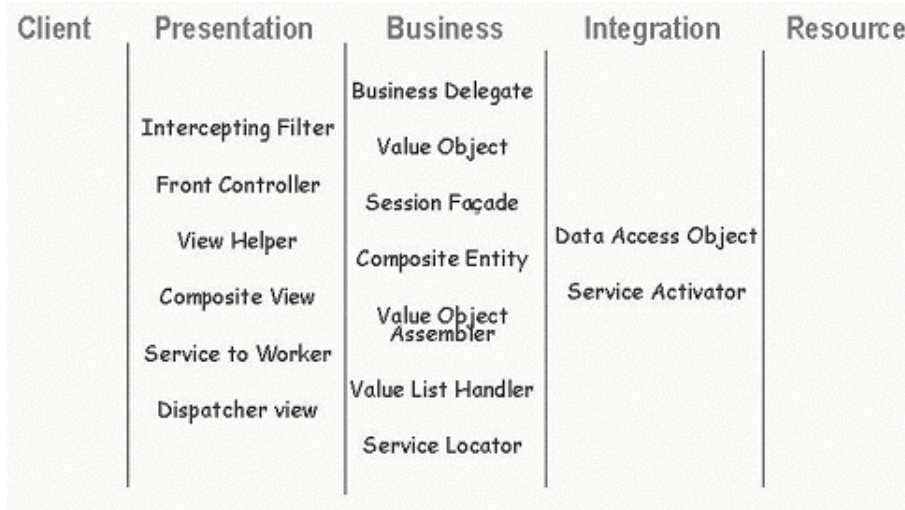 Client Presentation Business Integration Resource
Intercepting Filter
Front Controller
View Helper
Composite View
Service to Worker
Dispatcher view
Business Delegate
Value Object
Session Façade
Composite Entity
Value Object
Assembler
Value List Handler
Service Locator
Data Access Object
Service Activator